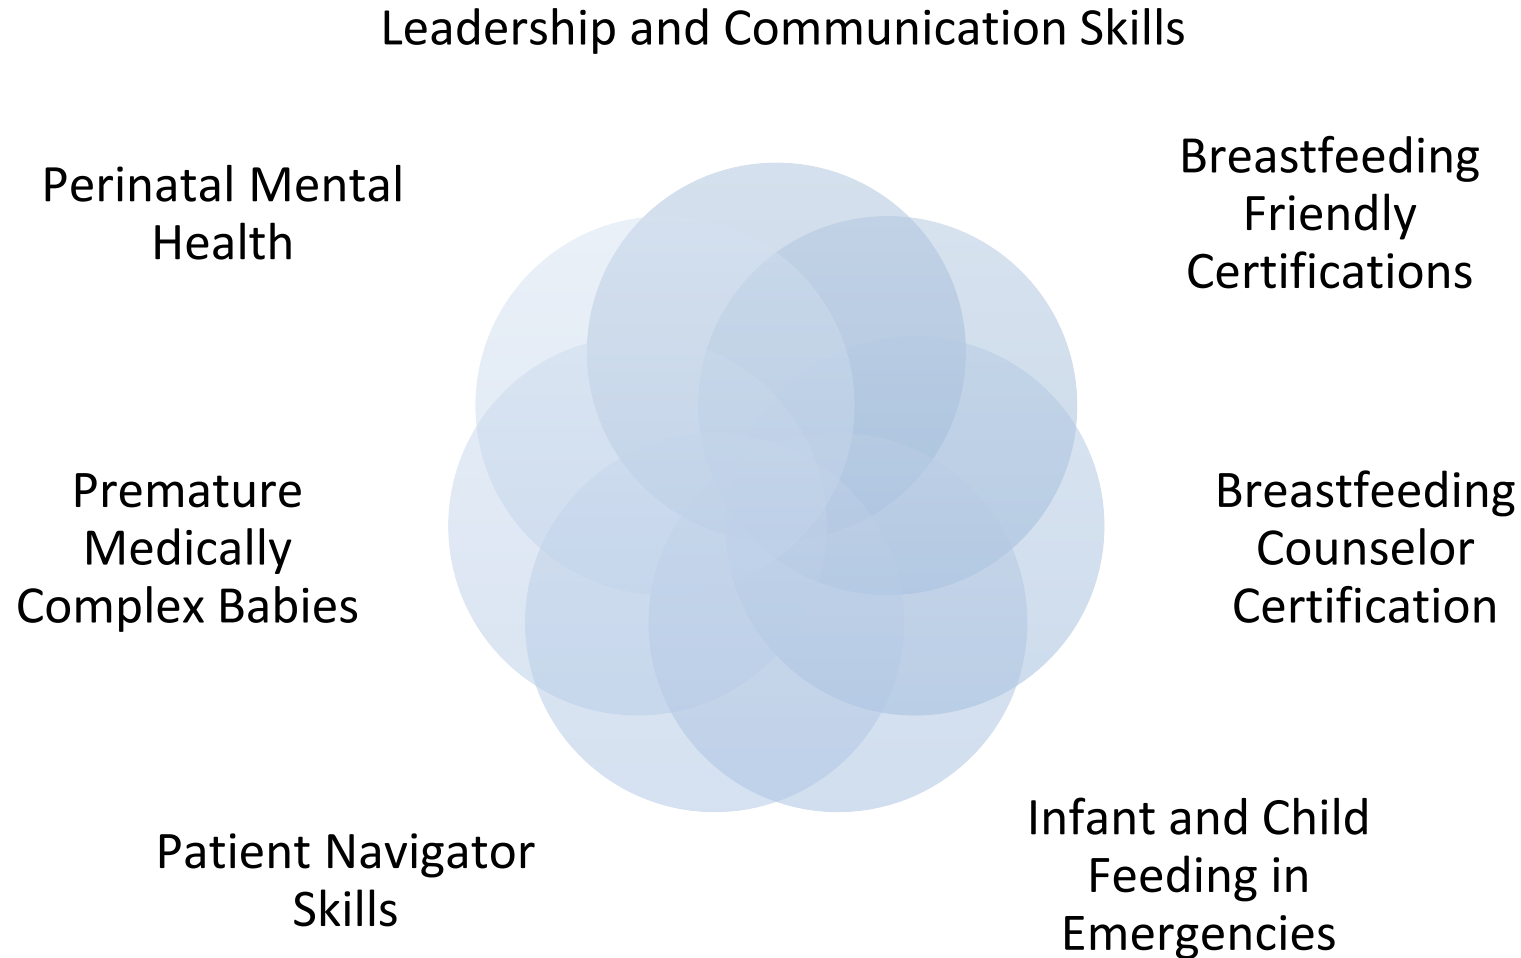 Leadership and Communication Skills
Breastfeeding
Friendly
Certifications
Breastfeeding
Counselor
Certification
Infant and Child
Feeding in
Emergencies
Patient Navigator
Skills
Premature
Medically
Complex Babies
Perinatal Mental
Health